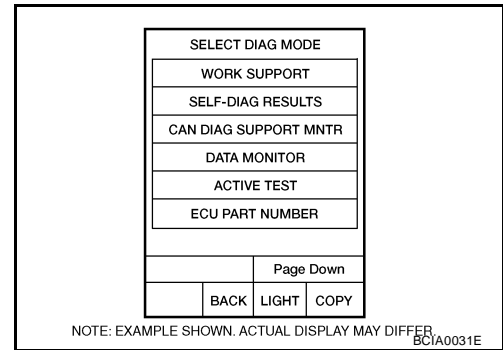 SELECT DIAG MODE
WORK SUPPORT
SELF-DIAG RESULTS
CAN DIAG SUPPORT MNTR
DATA MONITOR
ACTIVE TEST
ECU PART NUMBER
Page Down
BACK LIGHT COPY
NOTE: EXAMPLE SHOWN. ACTUAL DISPLAY MAY DIFFER.
BCIA0031E